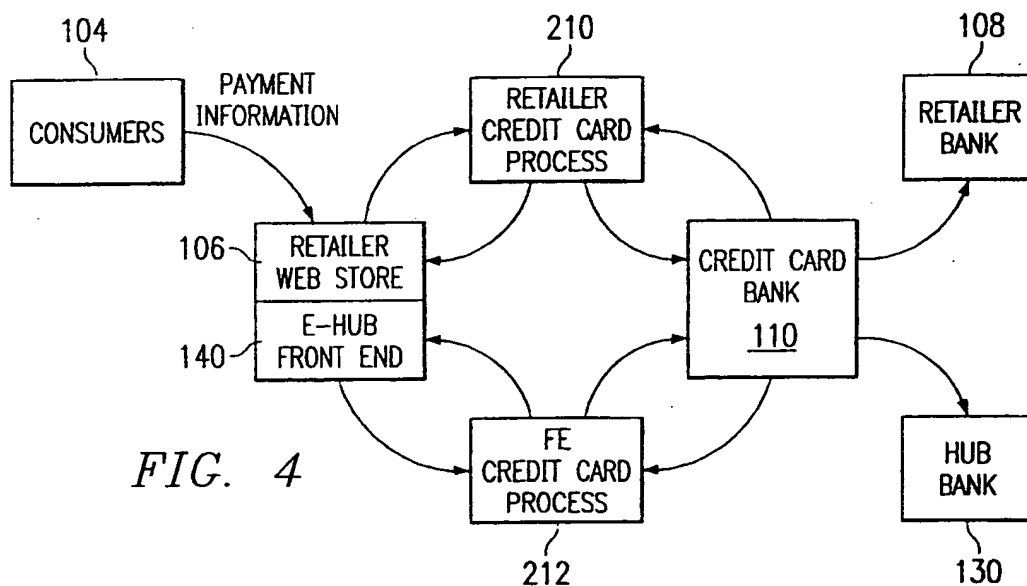 104
210
108
PAYMENT
INFORMATION
CONSUMERS
RETAILER
CREDIT CARD
PROCESS
RETAILER
BANK
106
RETAILER
WEB STORE
CREDIT CARD
BANK
110
140
E-HUB
FRONT END
FIG. 4
FE
CREDIT CARD
PROCESS
HUB
BANK
212
130